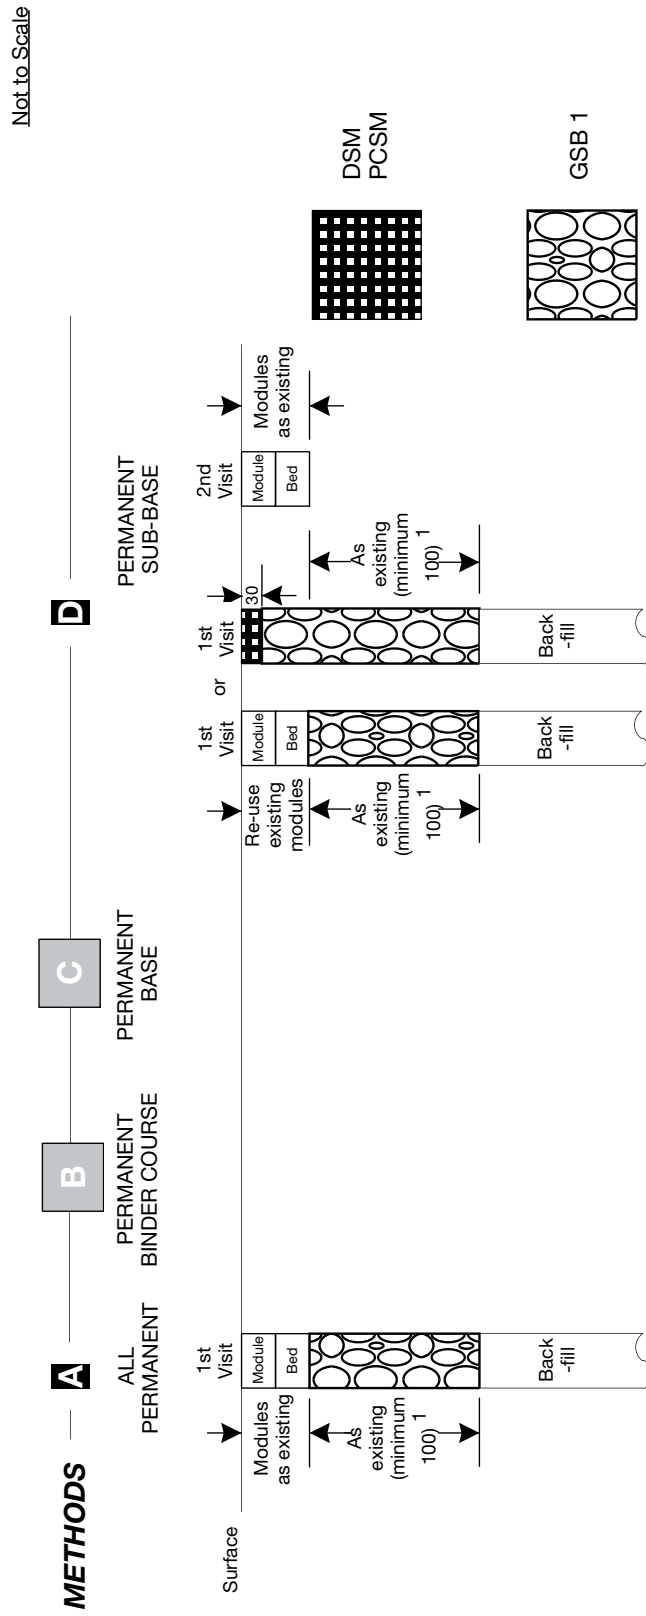 Not to Scale
METHODS
A
ALL
PERMANENT
B
PERMANENT
BINDER COURSE
C
PERMANENT
BASE
D
PERMANENT
SUB-BASE
Surface
Modules
as existing
As
existing
(minimum
100) 1
1st
Visit
Module
Bed
Back
-fill
Re-use
existing
modules
As
existing
(minimum
100) 1
1st
Visit
Module
Bed
Back
-fill
or
1st
Visit
30
Back
-fill
As
existing
(minimum
100) 1
2nd
Visit
Module
Bed
Modules
as existing
DSM
PCSM
GSB 1